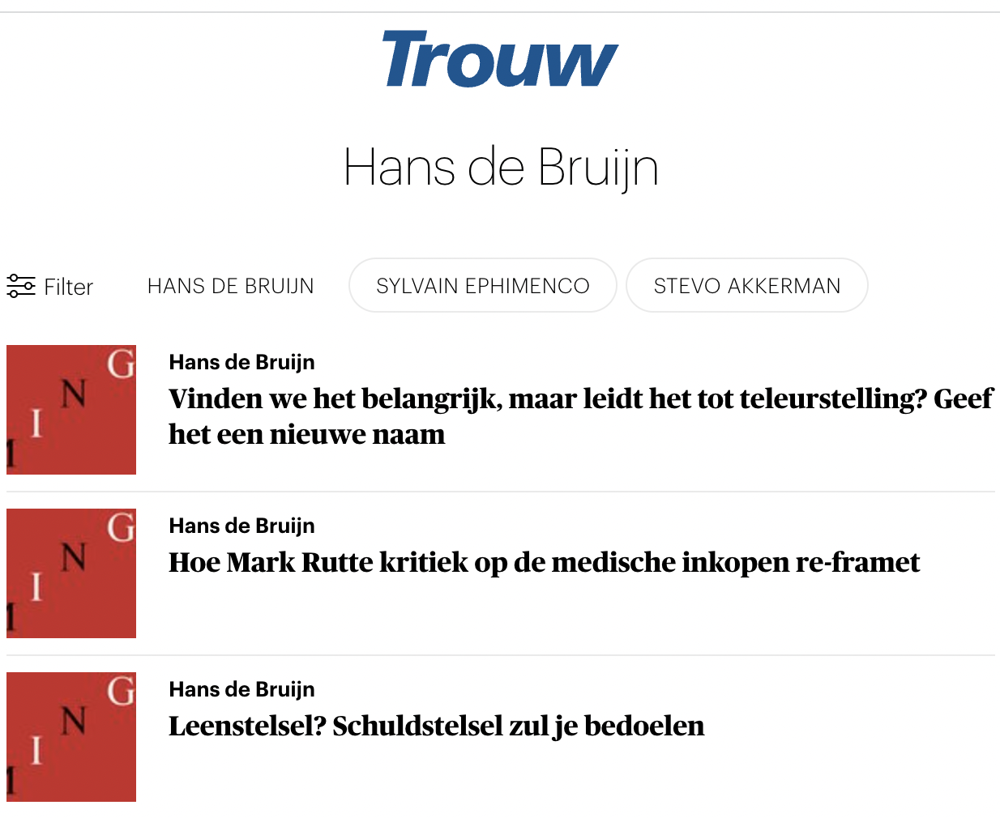 Trouw
Hans de Bruijn
Filter
HANS DE BRUIJN
SYLVAIN EPHIMENCO
STEVO AKKERMAN
G
N
I
M
Hans de Bruijn
Vinden we het belangrijk, maar leidt het tot teleurstelling? Geef
het een nieuwe naam
G
N
I
M
Hans de Bruijn
Hoe Mark Rutte kritiek op de medische inkopen re-framet
G
N
I
M
Hans de Bruijn
Leenstelsel? Schuldstelsel zul je bedoelen